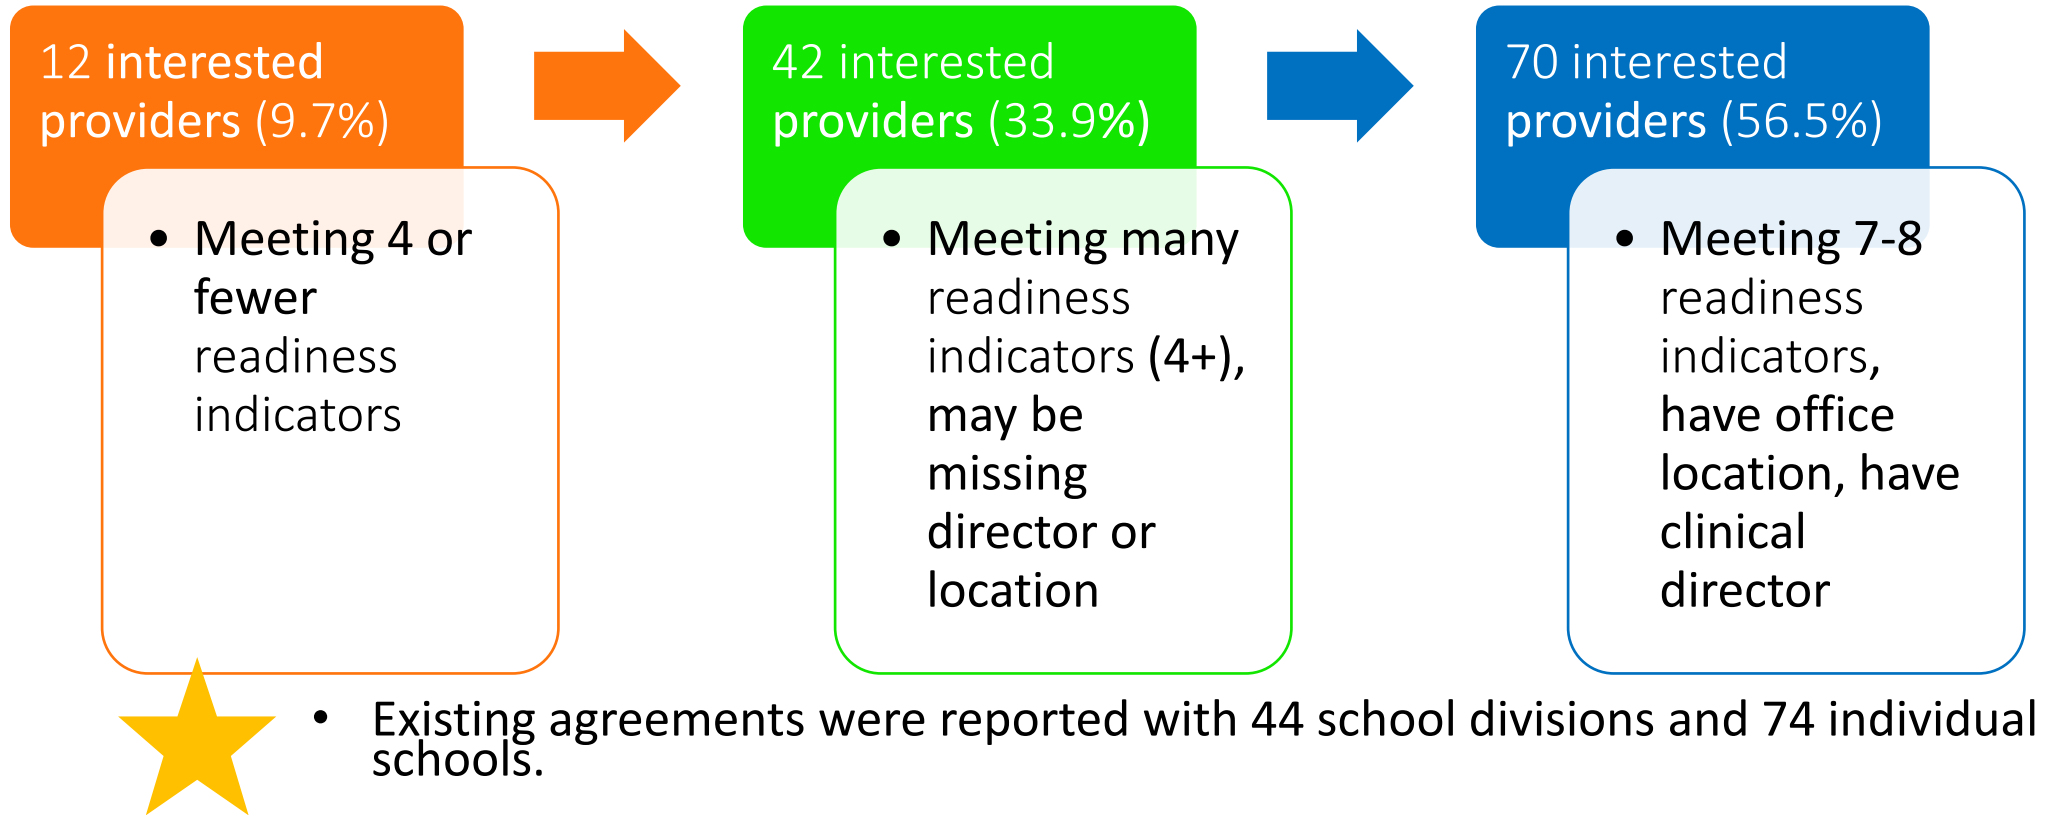 12 interested
providers (9.7%)
• Meeting 4 or
fewer
readiness
indicators
42 interested
providers (33.9%)
• Meeting many
readiness
indicators (4+),
may be
missing
director or
location
70 interested
providers (56.5%)
• Meeting 7-8
readiness
indicators,
have office
location, have
clinical
director
• Existing agreements were reported with 44 school divisions and 74 individual
schools.